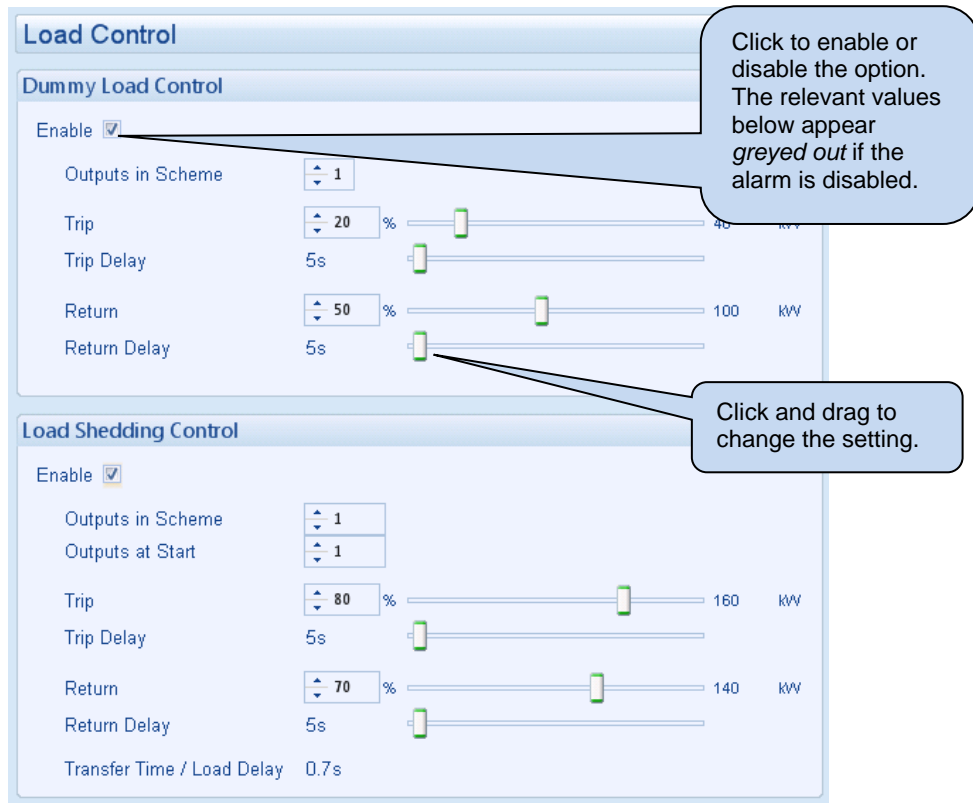 Load Control
Click to enable or
disable the option.
The relevant values
below appear
greyed out if the
alarm is disabled.
Dummy Load Control
Enable
Outputs in Scheme 1
Trip 20 % 40 kW
Trip Delay 5s
Return 50 % 100 kW
Return Delay 5s
Click and drag to
change the setting.
Load Shedding Control
Enable
Outputs in Scheme 1
Outputs at Start 1
Trip 80 % 160 kW
Trip Delay 5s
Return 70 % 140 kW
Return Delay 5s
Transfer Time / Load Delay 0.7s